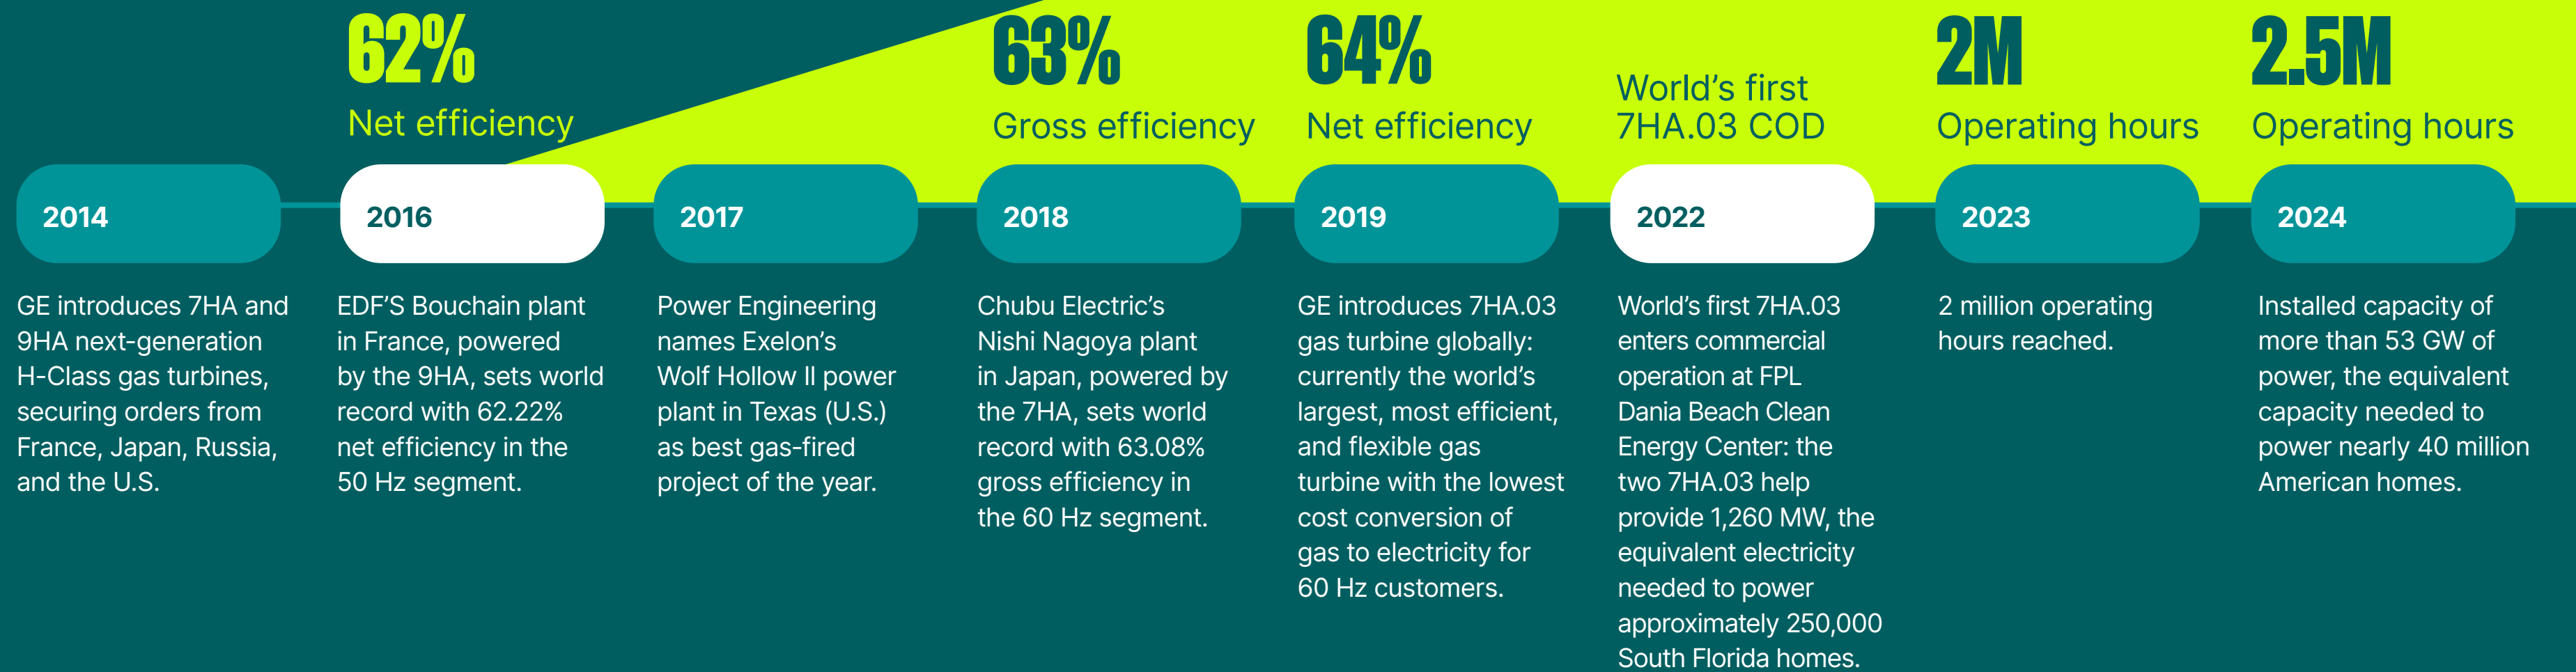 62%
Net efficiency
63%
Gross efficiency
64%
Net efficiency
World’s first
7HA.03 COD
2M
Operating hours
2.5M
Operating hours
2014
GE introduces 7HA and
9HA next-generation
H-Class gas turbines,
securing orders from
France, Japan, Russia,
and the U.S.
2016
EDF’S Bouchain plant
in France, powered
by the 9HA, sets world
record with 62.22%
net efficiency in the
50 Hz segment.
2017
Power Engineering
names Exelon’s
Wolf Hollow II power
plant in Texas (U.S.)
as best gas-fired
project of the year.
2018
Chubu Electric’s
Nishi Nagoya plant
in Japan, powered by
the 7HA, sets world
record with 63.08%
gross efficiency in
the 60 Hz segment.
2019
GE introduces 7HA.03
gas turbine globally:
currently the world’s
largest, most efficient,
and flexible gas
turbine with the lowest
cost conversion of
gas to electricity for
60 Hz customers.
2022
World’s first 7HA.03
enters commercial
operation at FPL
Dania Beach Clean
Energy Center: the
two 7HA.03 help
provide 1,260 MW, the
equivalent electricity
needed to power
approximately 250,000
South Florida homes.
2023
2 million operating
hours reached.
2024
Installed capacity of
more than 53 GW of
power, the equivalent
capacity needed to
power nearly 40 million
American homes.